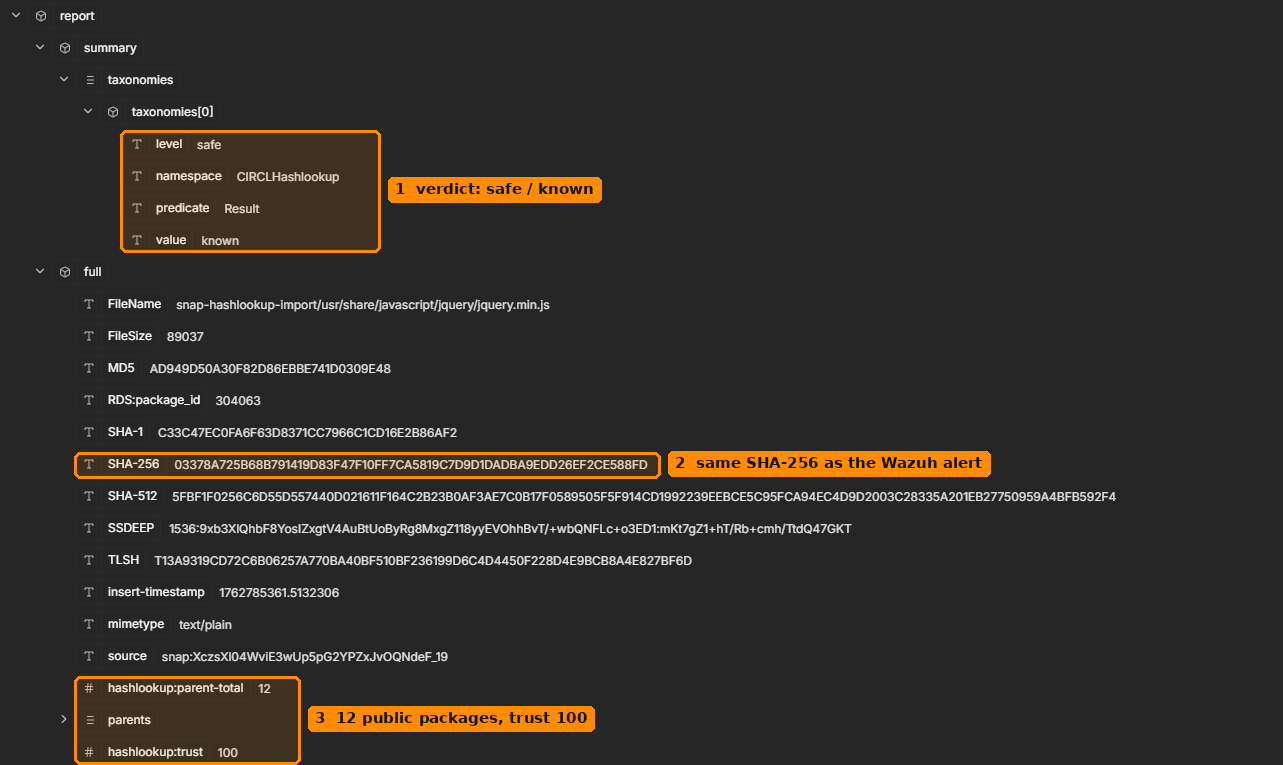 report
summary
taxonomies
taxonomies[0]
level safe
namespace CIRCLHashlookup
1 verdict: safe / known
predicate Result
value known
full
FileName snap-hashlookup-import/usr/share/javascript/jquery/jquery.min.js
FileSize 89037
MD5 AD949D50A30F82D86EBBE741D0309E48
RDS:package_id 304063
SHA-1 C33C47EC0FA6F63D8371CC7966C1CD16E2B86AF2
SHA-256 03378A725B68B791419D83F47F10FF7CA5819C7D9D1DADBA9EDD26EF2CE588FD 2 same SHA-256 as the Wazuh alert
SHA-512 5FBF1F0256C6D55D557440D021611F164C2B23B0AF3AE7C0B17F0589505F5F914CD1992239EEBCE5C95FCA94EC4D9D2003C28335A201EB27750959A4BFB592F4
SSDEEP 1536:9xb3XIQhbF8YosIZxgtV4AuBtUoByRg8MxgZ118yyEVOhhBvT/+wbQNFLc+o3ED1:mKt7gZ1+hT/Rb+cmh/TtdQ47GKT
TLSH T13A9319CD72C6B06257A770BA40BF510BF236199D6C4D4450F228D4E9BCB8A4E827BF6D
insert-timestamp 1762785361.5132306
mimetype text/plain
source snap:XczsXI04WviE3wUp5pG2YPZxJvOQNdeF_19
hashlookup:parent-total 12
parents
3 12 public packages, trust 100
hashlookup:trust 100